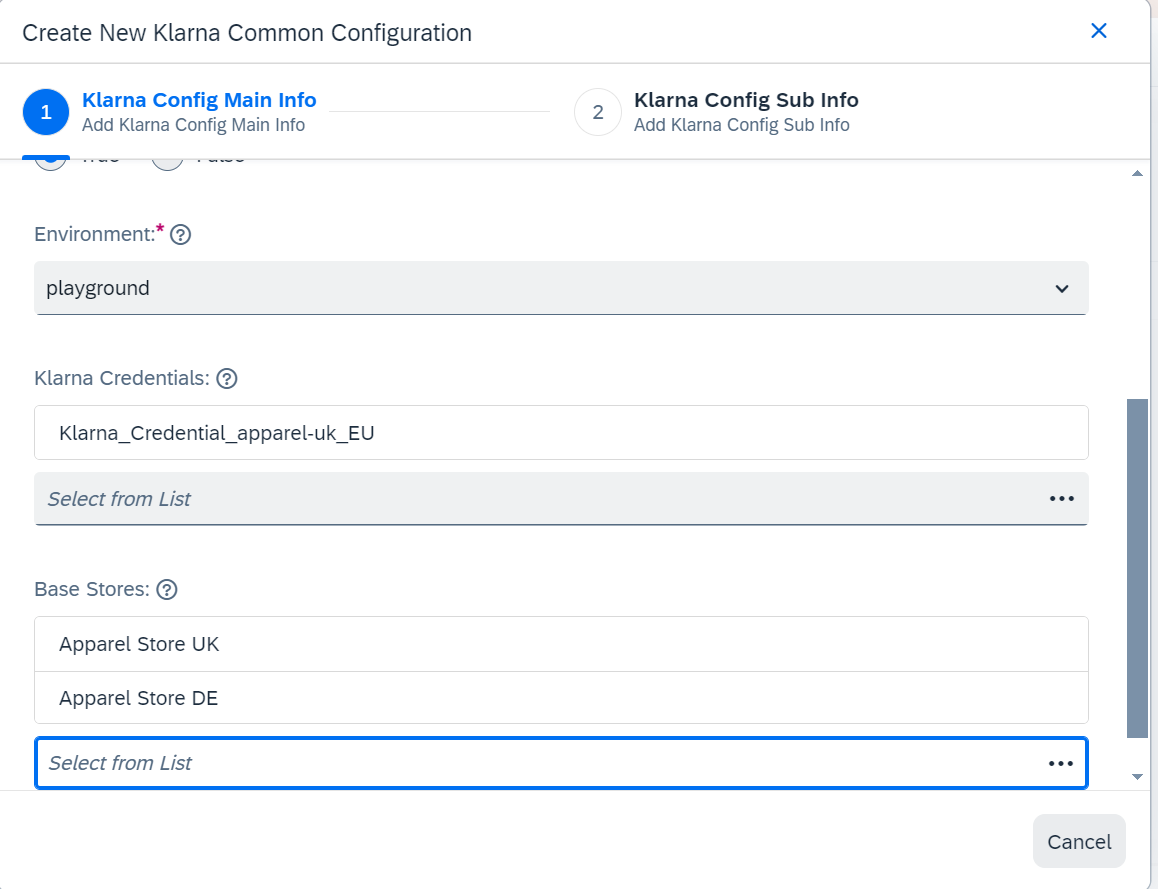 Create New Klarna Common Configuration
1 Klarna Config Main Info
Add Klarna Config Main Info
2 Klarna Config Sub Info
Add Klarna Config Sub Info
True False
Environment:*
playground
Klarna Credentials:
Klarna_Credential_apparel-uk_EU
Select from List
Base Stores:
Apparel Store UK
Apparel Store DE
Select from List
Cancel